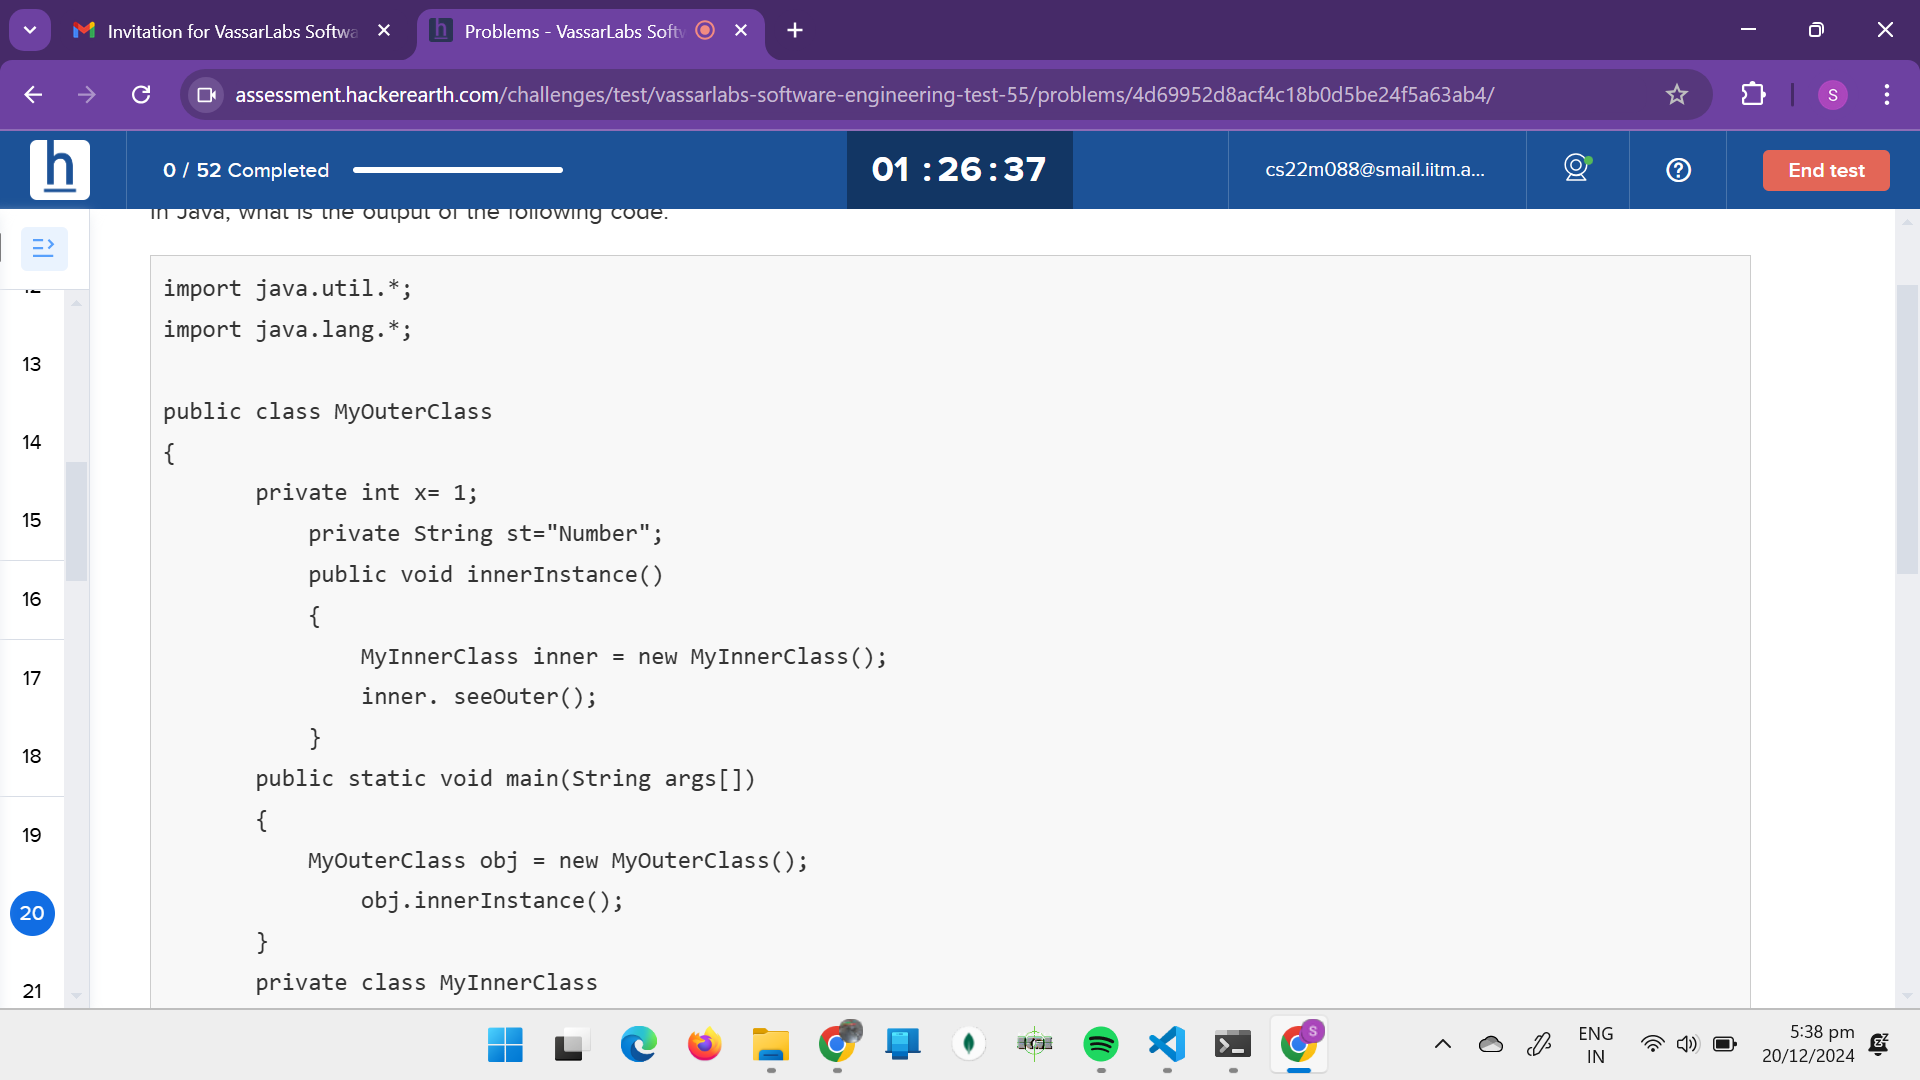 Invitation for VassarLabs Softwa
Problems - VassarLabs Soft
assessment.hackerearth.com/challenges/test/vassarlabs-software-engineering-test-55/problems/4d69952d8acf4c18b0d5be24f5a63ab4/
S
h
0 / 52 Completed
01 : 26 : 37
cs22m088@smail.iitm.a...
End test
In Java, what is the output of the following code:
12
13
14
15
16
17
18
19
20
21
import java.util.*;
import java.lang.*;
public class MyOuterClass
{
private int x= 1;
private String st="Number";
public void innerInstance()
{
MyInnerClass inner = new MyInnerClass();
inner. seeOuter();
}
public static void main(String args[])
{
MyOuterClass obj = new MyOuterClass();
obj.innerInstance();
}
private class MyInnerClass
S
ENG
IN
5:38 pm
20/12/2024